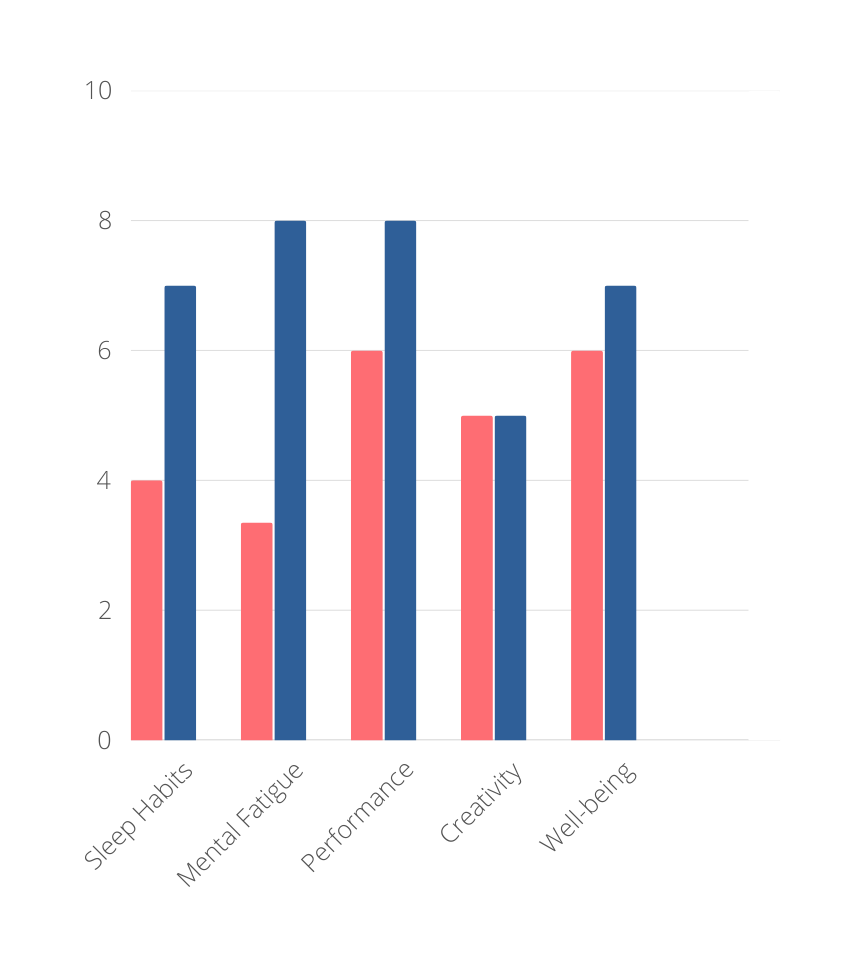 10
8
6
4
2
0
Sleep Habits
Mental Fatigue
Performance
Creativity
Well-being